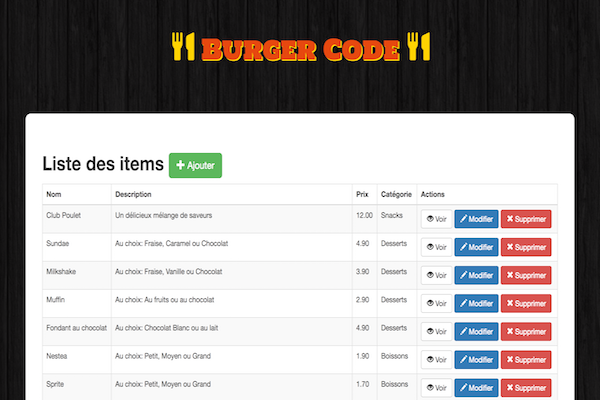 Burger Code
Liste des items Ajouter
Nom Description Prix Catégorie Actions
Club Poulet Un délicieux mélange de saveurs 12.00 Snacks Voir Modifier Supprimer
Sundae Au choix: Fraise, Caramel ou Chocolat 4.90 Desserts Voir Modifier Supprimer
Milkshake Au choix: Fraise, Vanille ou Chocolat 3.90 Desserts Voir Modifier Supprimer
Muffin Au choix: Au fruits ou au chocolat 2.90 Desserts Voir Modifier Supprimer
Fondant au chocolat Au choix: Chocolat Blanc ou au lait 4.90 Desserts Voir Modifier Supprimer
Nestea Au choix: Petit, Moyen ou Grand 1.90 Boissons Voir Modifier Supprimer
Sprite Au choix: Petit, Moyen ou Grand 1.70 Boissons Voir Modifier Supprimer